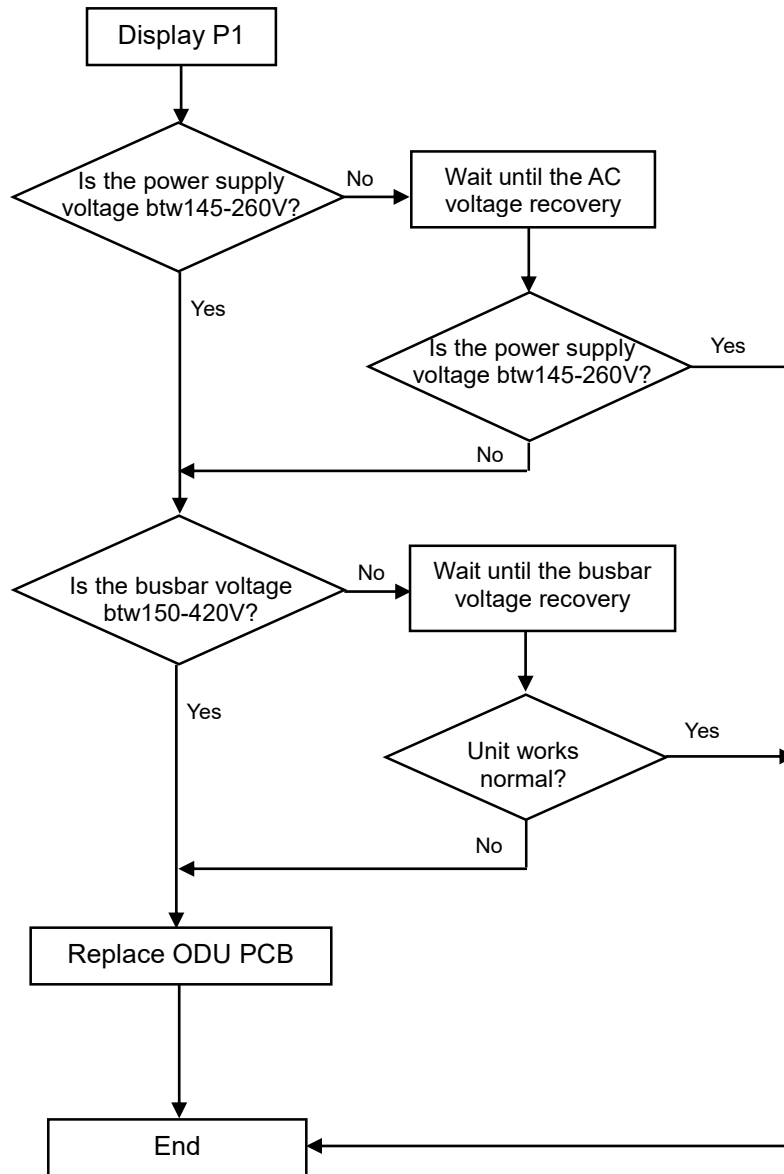 Display P1
Is the power supply
voltage btw145-260V?
No
Wait until the AC
voltage recovery
Yes
Is the power supply
voltage btw145-260V?
Yes
No
Is the busbar voltage
btw150-420V?
No
Wait until the busbar
voltage recovery
Yes
Unit works
normal?
Yes
No
Replace ODU PCB
End